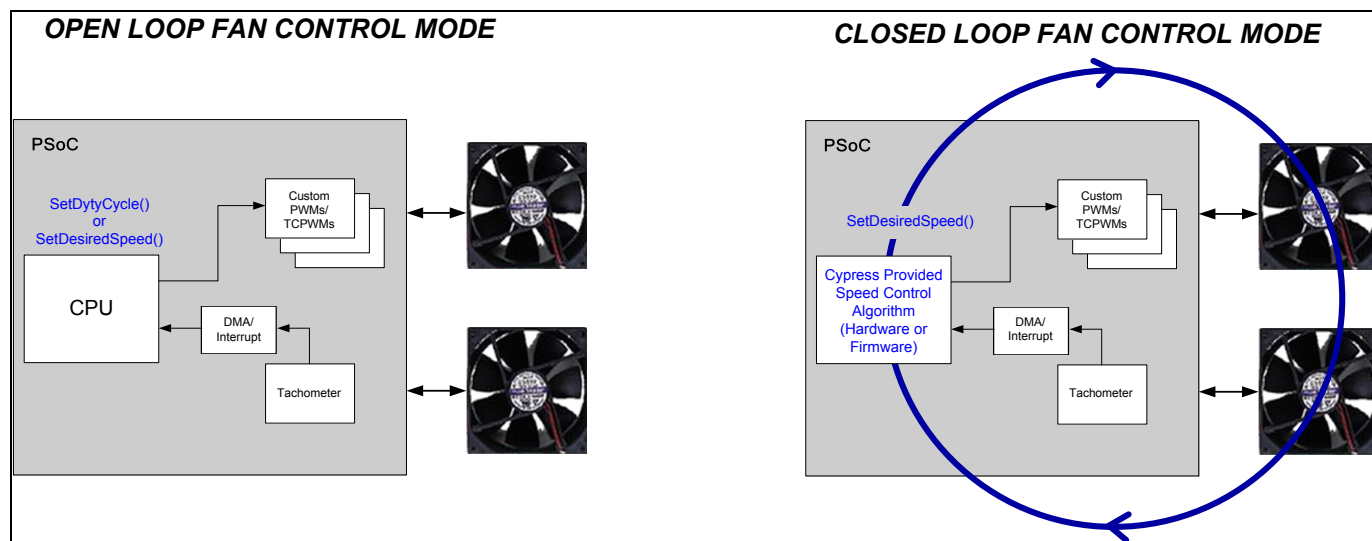 OPEN LOOP FAN CONTROL MODE
PSoC
SetDytyCycle()
or
SetDesiredSpeed()
CPU
Custom
PWMs/
TCPWMs
DMA/
Interrupt
Tachometer
CLOSED LOOP FAN CONTROL MODE
PSoC
SetDesiredSpeed()
Cypress Provided
Speed Control
Algorithm
(Hardware or
Firmware)
Custom
PWMs/
TCPWMs
DMA/
Interrupt
Tachometer